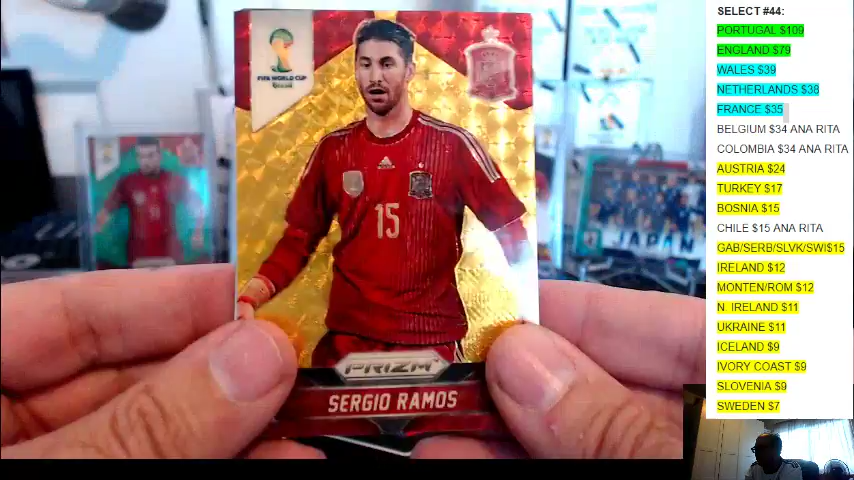 FIFA WORLD CUP
Brasil
adidas
15
PRIZM
SERGIO RAMOS
JAPAN
SELECT #44:
PORTUGAL $109
ENGLAND $79
WALES $39
NETHERLANDS $38
FRANCE $35
BELGIUM $34 ANA RITA
COLOMBIA $34 ANA RITA
AUSTRIA $24
TURKEY $17
BOSNIA $15
CHILE $15 ANA RITA
GAB/SERB/SLVK/SWI$15
IRELAND $12
MONTEN/ROM $12
N IRELAND $11
UKRAINE $11
ICELAND $9
IVORY COAST $9
SLOVENIA $9
SWEDEN $7